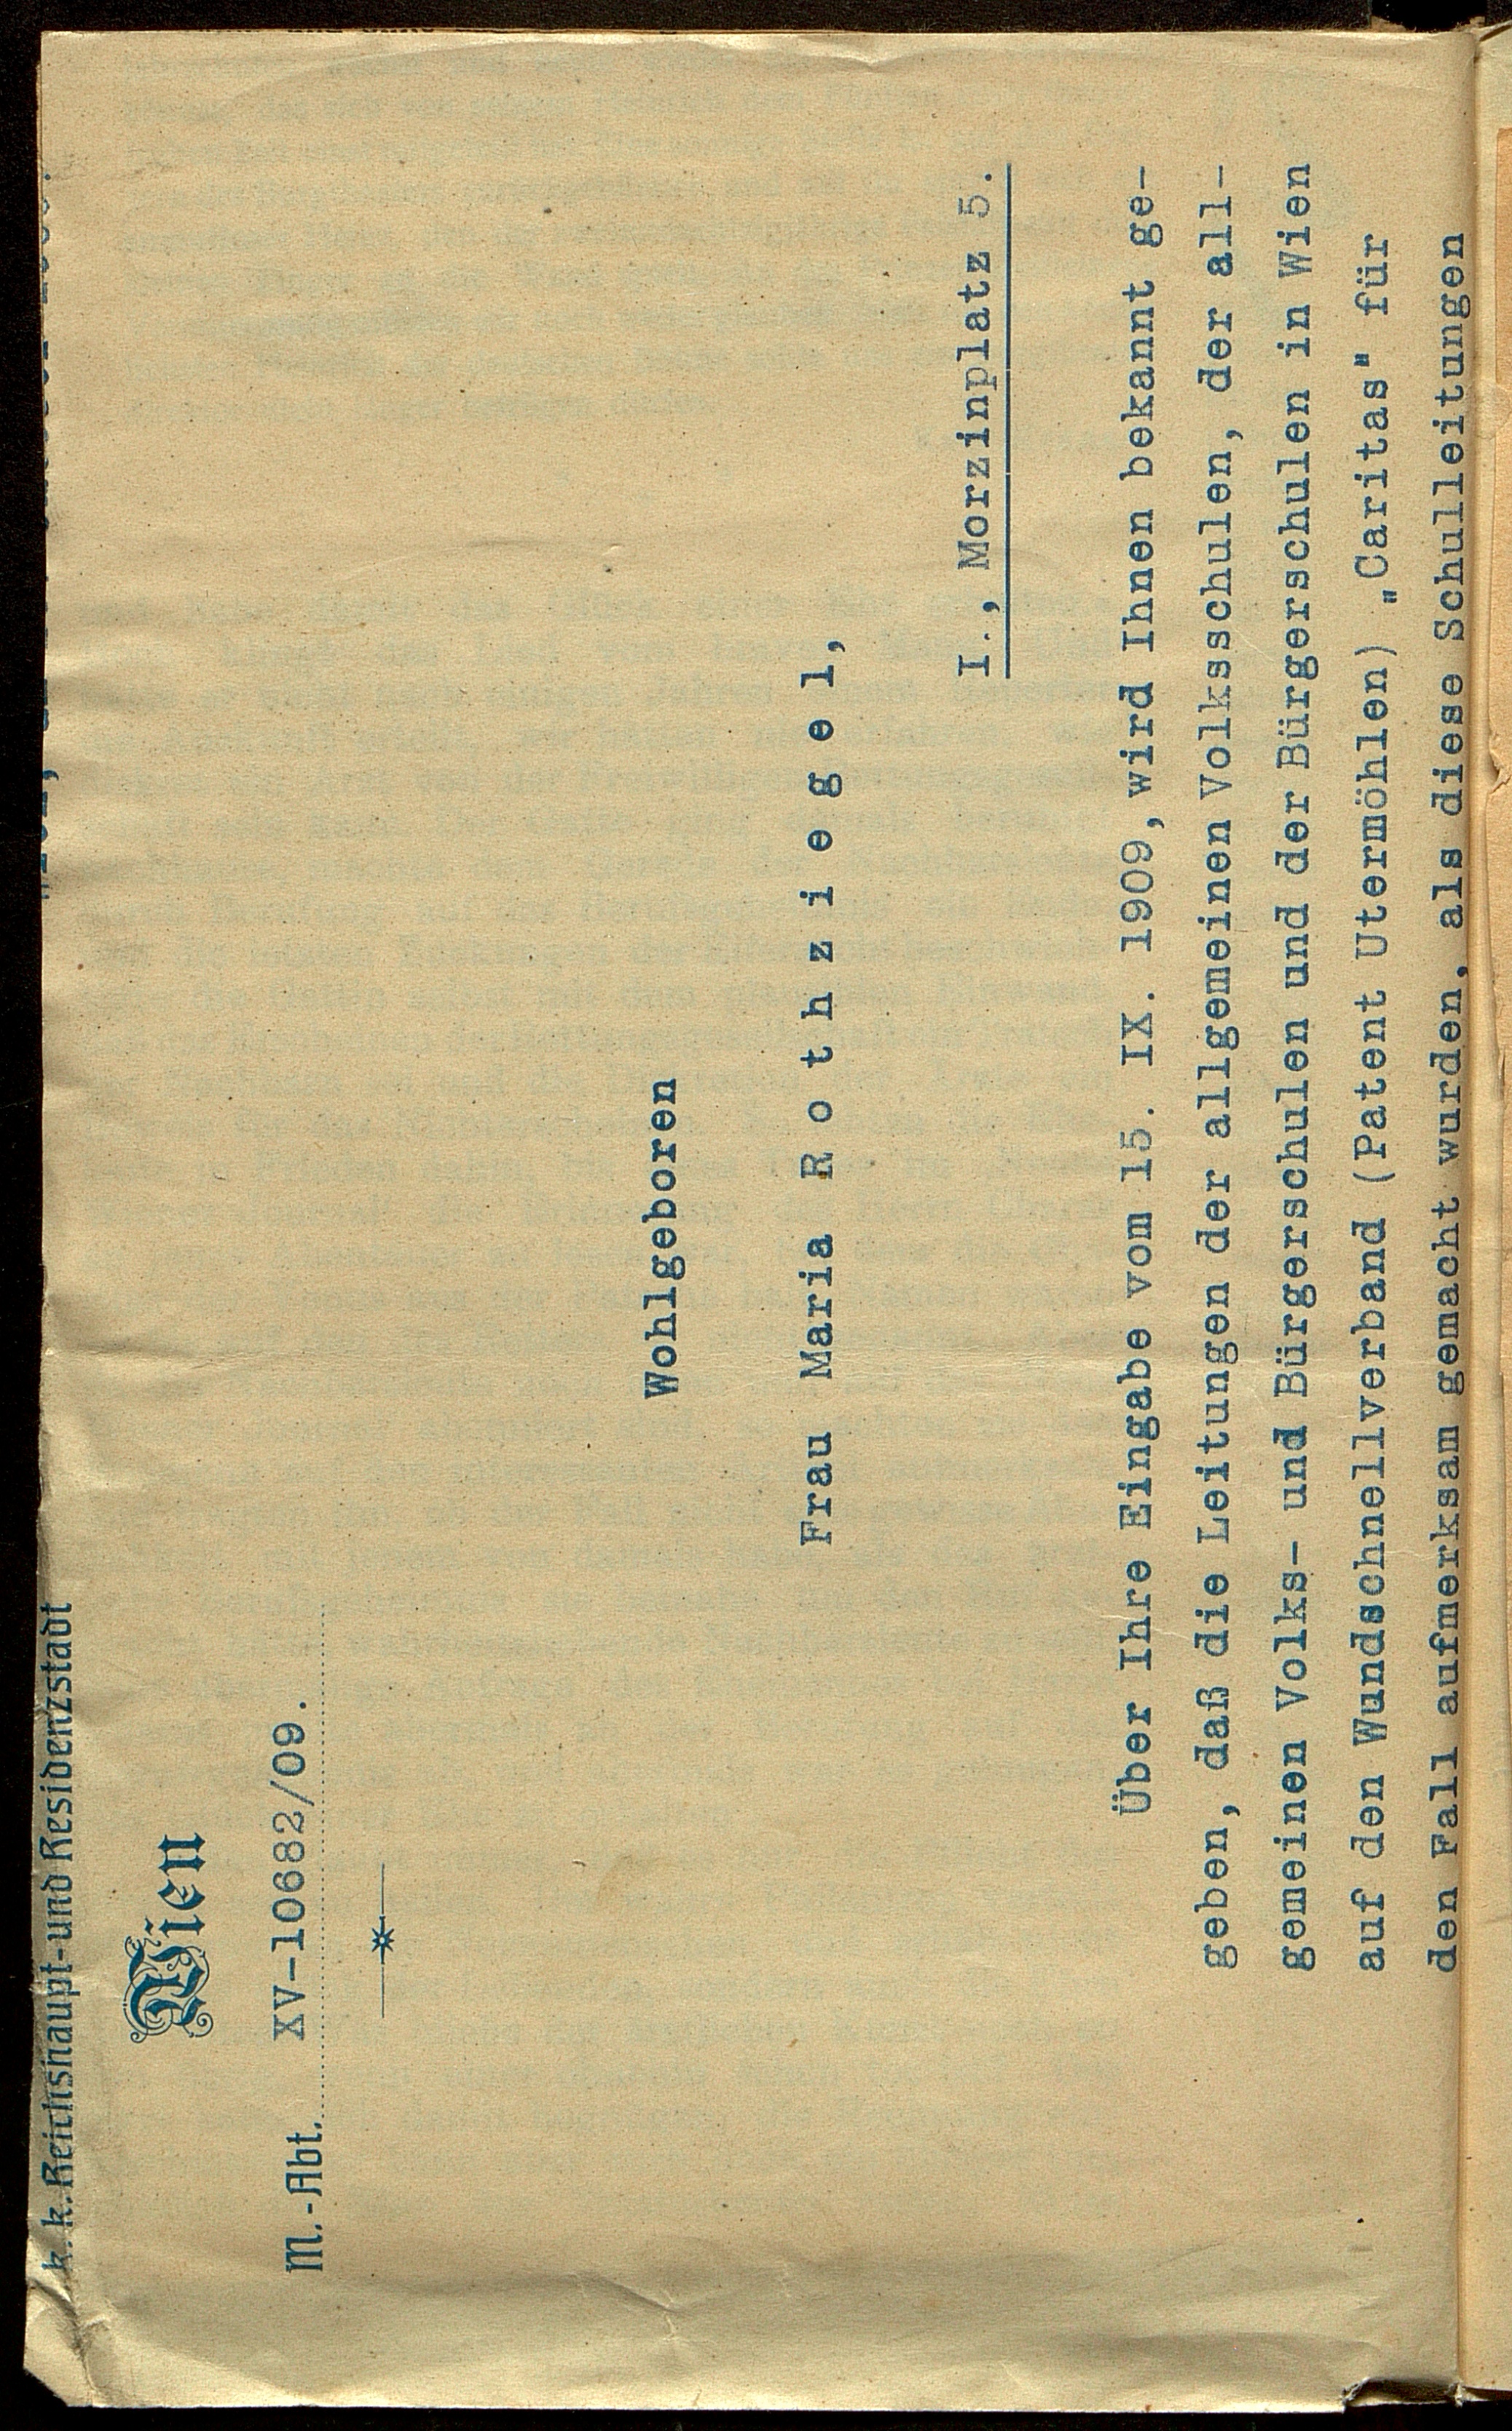 k. k. Reichshaupt- und Residenzstadt
Wien
M.-Abt. XV-10682/09.
Wohlgeboren
Frau Maria Rothziegel,
I., Morzinplatz 5.
Über Ihre Eingabe vom 15. IX. 1909, wird Ihnen bekannt ge-
geben, daß die Leitungen der allgemeinen Volksschulen, der all-
gemeinen Volks- und Bürgerschulen und der Bürgerschulen in Wien
auf den Wundschnellverband (Patent Utermöhlen) „Caritas" für
den Fall aufmerksam gemacht wurden, als diese Schulleitungen